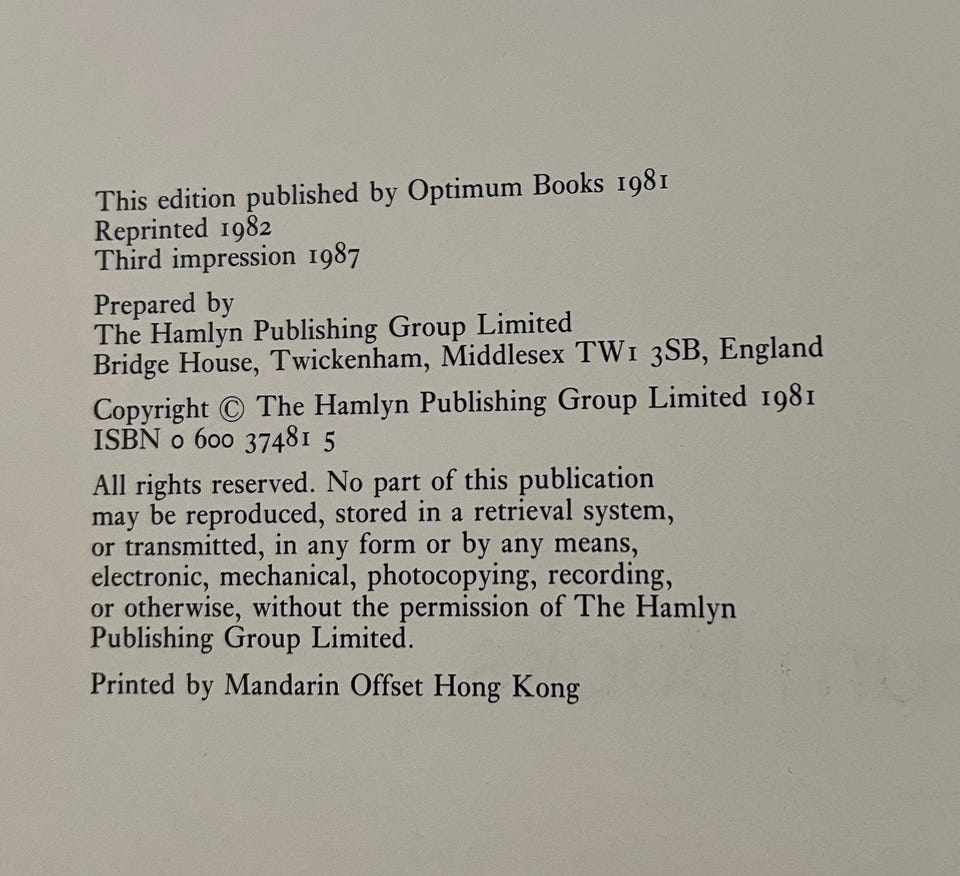 This edition published by Optimum Books 1981
Reprinted 1982
Third impression 1987
Prepared by
The Hamlyn Publishing Group Limited
Bridge House, Twickenham, Middlesex TW1 3SB, England
Copyright © The Hamlyn Publishing Group Limited 1981
ISBN 0 600 37481 5
All rights reserved. No part of this publication
may be reproduced, stored in a retrieval system,
or transmitted, in any form or by any means,
electronic, mechanical, photocopying, recording,
or otherwise, without the permission of The Hamlyn
Publishing Group Limited.
Printed by Mandarin Offset Hong Kong